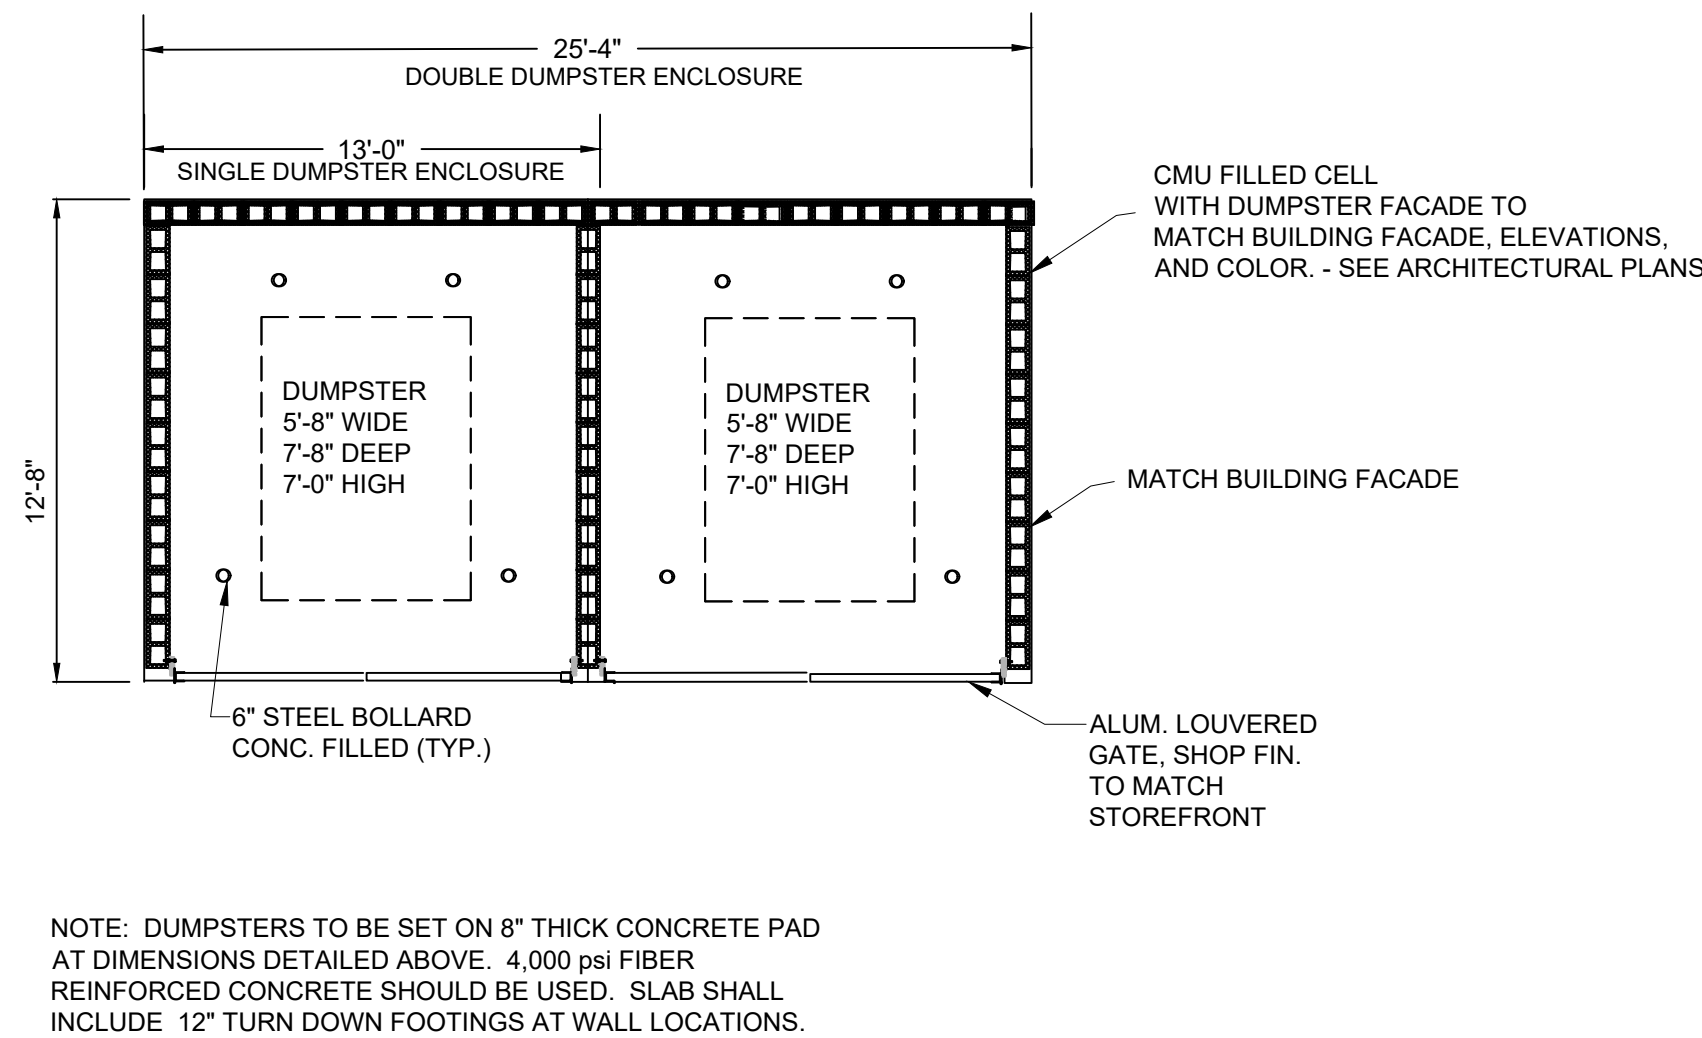 25'-4"
DOUBLE DUMPSTER ENCLOSURE
13'-0"
SINGLE DUMPSTER ENCLOSURE
CMU FILLED CELL
WITH DUMPSTER FACADE TO
MATCH BUILDING FACADE, ELEVATIONS,
AND COLOR. - SEE ARCHITECTURAL PLANS
12'-8"
DUMPSTER
5'-8" WIDE
7'-8" DEEP
7'-0" HIGH
DUMPSTER
5'-8" WIDE
7'-8" DEEP
7'-0" HIGH
MATCH BUILDING FACADE
6" STEEL BOLLARD
CONC. FILLED (TYP.)
ALUM. LOUVERED
GATE, SHOP FIN.
TO MATCH
STOREFRONT
NOTE: DUMPSTERS TO BE SET ON 8" THICK CONCRETE PAD
AT DIMENSIONS DETAILED ABOVE. 4,000 psi FIBER
REINFORCED CONCRETE SHOULD BE USED. SLAB SHALL
INCLUDE 12" TURN DOWN FOOTINGS AT WALL LOCATIONS.